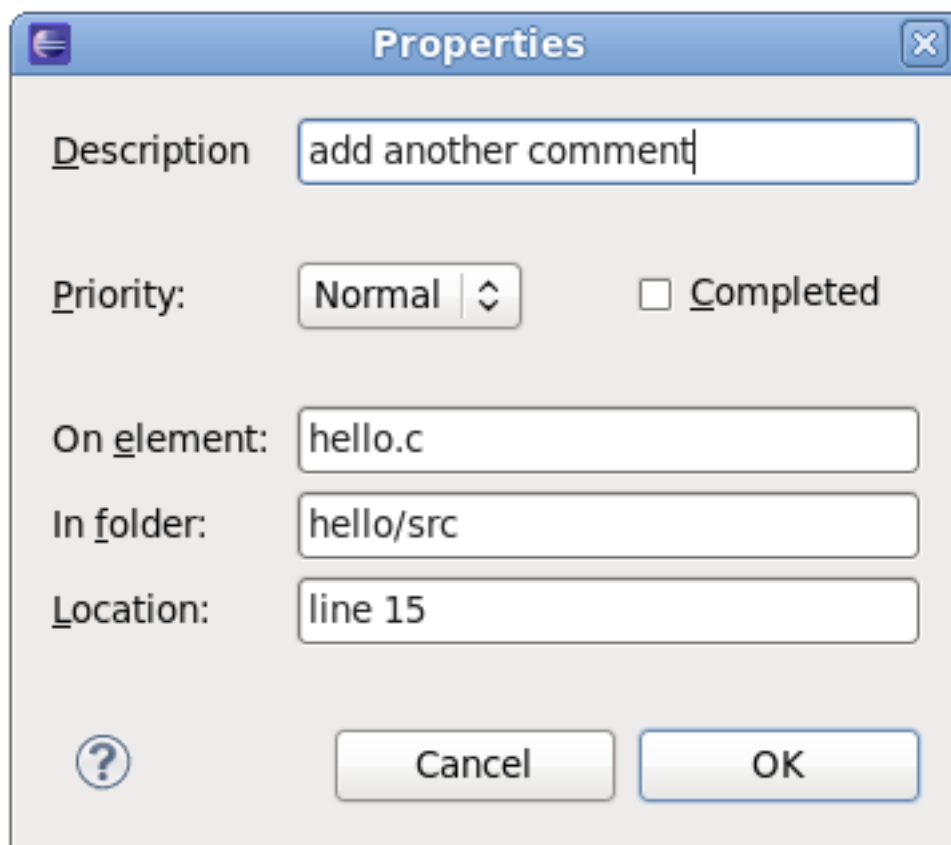 Properties
Description add another comment
Priority: Normal Completed
On element: hello.c
In folder: hello/src
Location: line 15
? Cancel OK